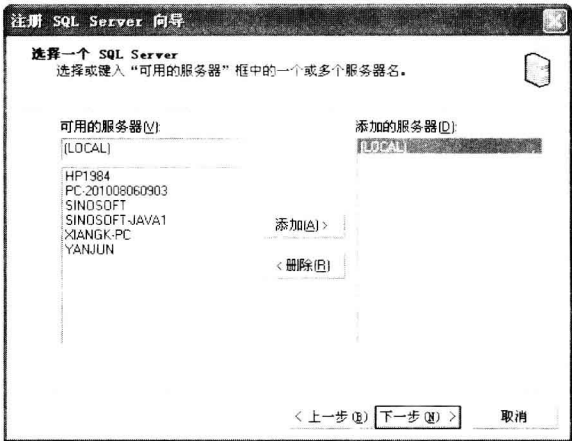 注册 SQL Server 向导
选择一个 SQL Server
选择或键入“可用的服务器”框中的一个或多个服务器名。
可用的服务器(V):
(LOCAL)
HP1984
PC-201008060903
SINOSOFT
SINOSOFT-JAVA1
XIANGK-PC
YANJUN
添加(A) >
< 删除(R)
添加的服务器(D):
(LOCAL)
< 上一步(B)
下一步(N) >
取消